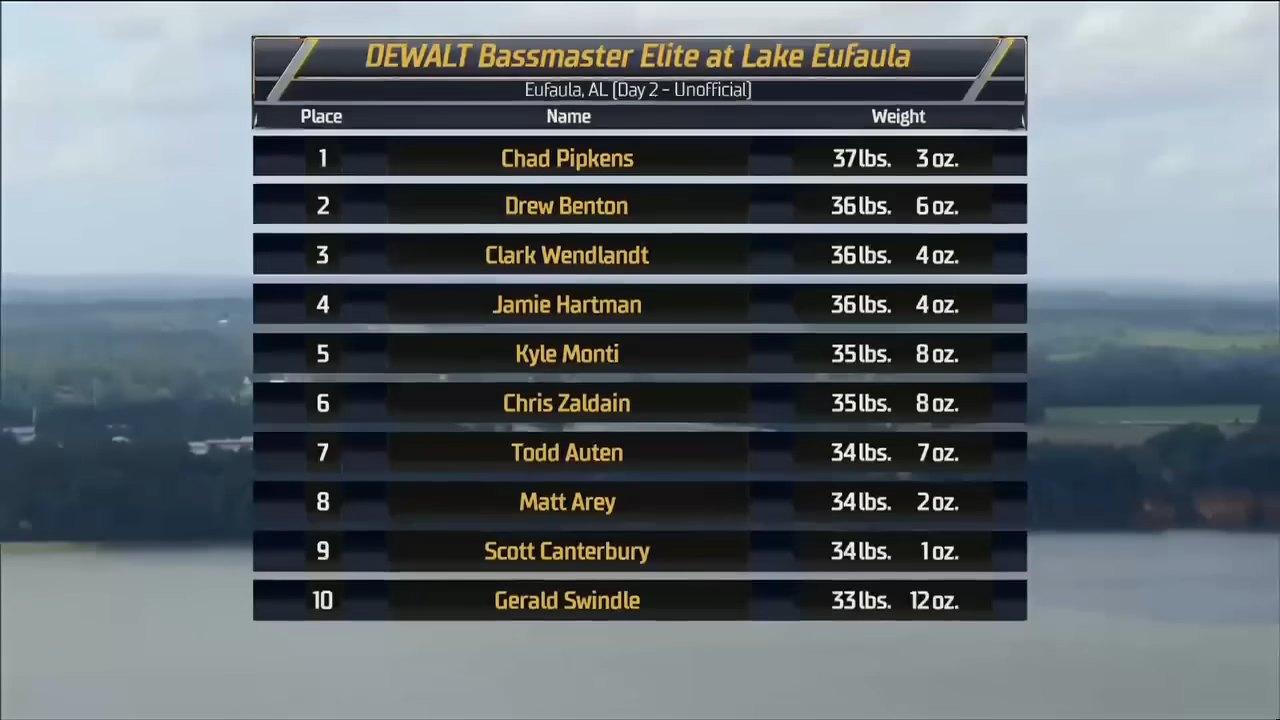 DEWALT Bassmaster Elite at Lake Eufaula
Eufaula, AL [Day 2 - Unofficial]
Place Name Weight
1 Chad Pipkens 37 lbs. 3 oz.
2 Drew Benton 36 lbs. 6 oz.
3 Clark Wendlandt 36 lbs. 4 oz.
4 Jamie Hartman 36 lbs. 4 oz.
5 Kyle Monti 35 lbs. 8 oz.
6 Chris Zaldain 35 lbs. 8 oz.
7 Todd Auten 34 lbs. 7 oz.
8 Matt Arey 34 lbs. 2 oz.
9 Scott Canterbury 34 lbs. 1 oz.
10 Gerald Swindle 33 lbs. 12 oz.